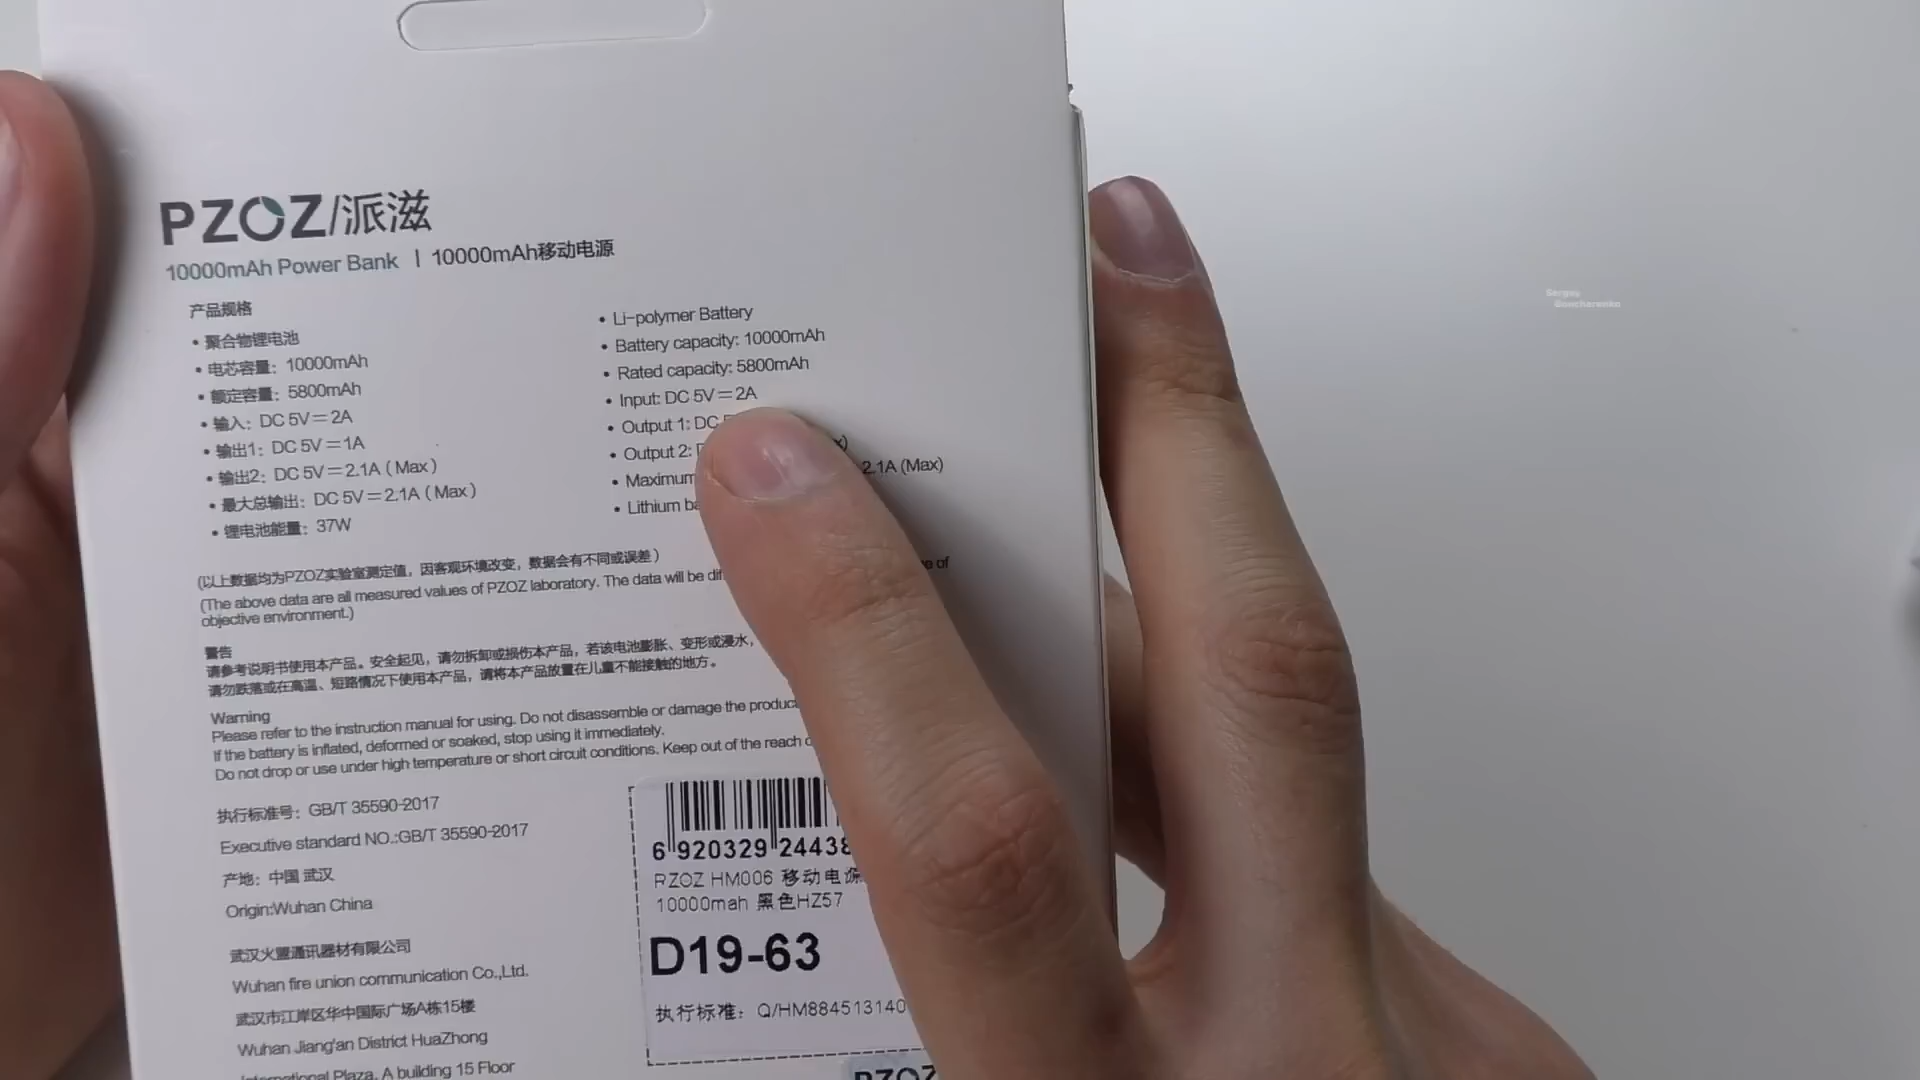 PZOZ/派滋
10000mAh Power Bank | 10000mAh移动电源
产品规格
• 聚合物锂电池
• 电芯容量：10000mAh
• 额定容量：5800mAh
• 输入：DC 5V⎓2A
• 输出1：DC 5V⎓1A
• 输出2：DC 5V⎓2.1A ( Max )
• 最大总输出：DC 5V⎓2.1A ( Max )
• 锂电池能量：37W
• Li-polymer Battery
• Battery capacity: 10000mAh
• Rated capacity: 5800mAh
• Input: DC 5V⎓2A
• Output 1: DC
• Output 2:
• Maximum 2.1A (Max)
• Lithium
(以上数据均为PZOZ实验室测定值，因客观环境改变，数据会有不同或误差)
(The above data are all measured values of PZOZ laboratory. The data will be of
objective environment.)
警告
请参考说明书使用本产品。安全起见，请勿拆卸或损伤本产品，若该电池膨胀、变形或浸水，
请勿跌落或在高温、短路情况下使用本产品，请将本产品放置在儿童不能接触的地方。
Warning
Please refer to the instruction manual for using. Do not disassemble or damage the
If the battery is inflated, deformed or soaked, stop using it immediately.
Do not drop or use under high temperature or short circuit conditions. Keep out of the reach
执行标准号：GB/T 35590-2017
Executive standard NO.:GB/T 35590-2017
产地：中国 武汉
Origin:Wuhan China
武汉火盟通讯器材有限公司
Wuhan fire union communication Co.,Ltd.
武汉市江岸区华中国际广场A栋15楼
Wuhan Jiang'an District HuaZhong
International Plaza, A building 15 Floor
6 920329 24438
PZOZ HM006 移动电源
10000mah 黑色HZ57
D19-63
执行标准：Q/HM884513140
PZOZ
Sergey
Goncharenko